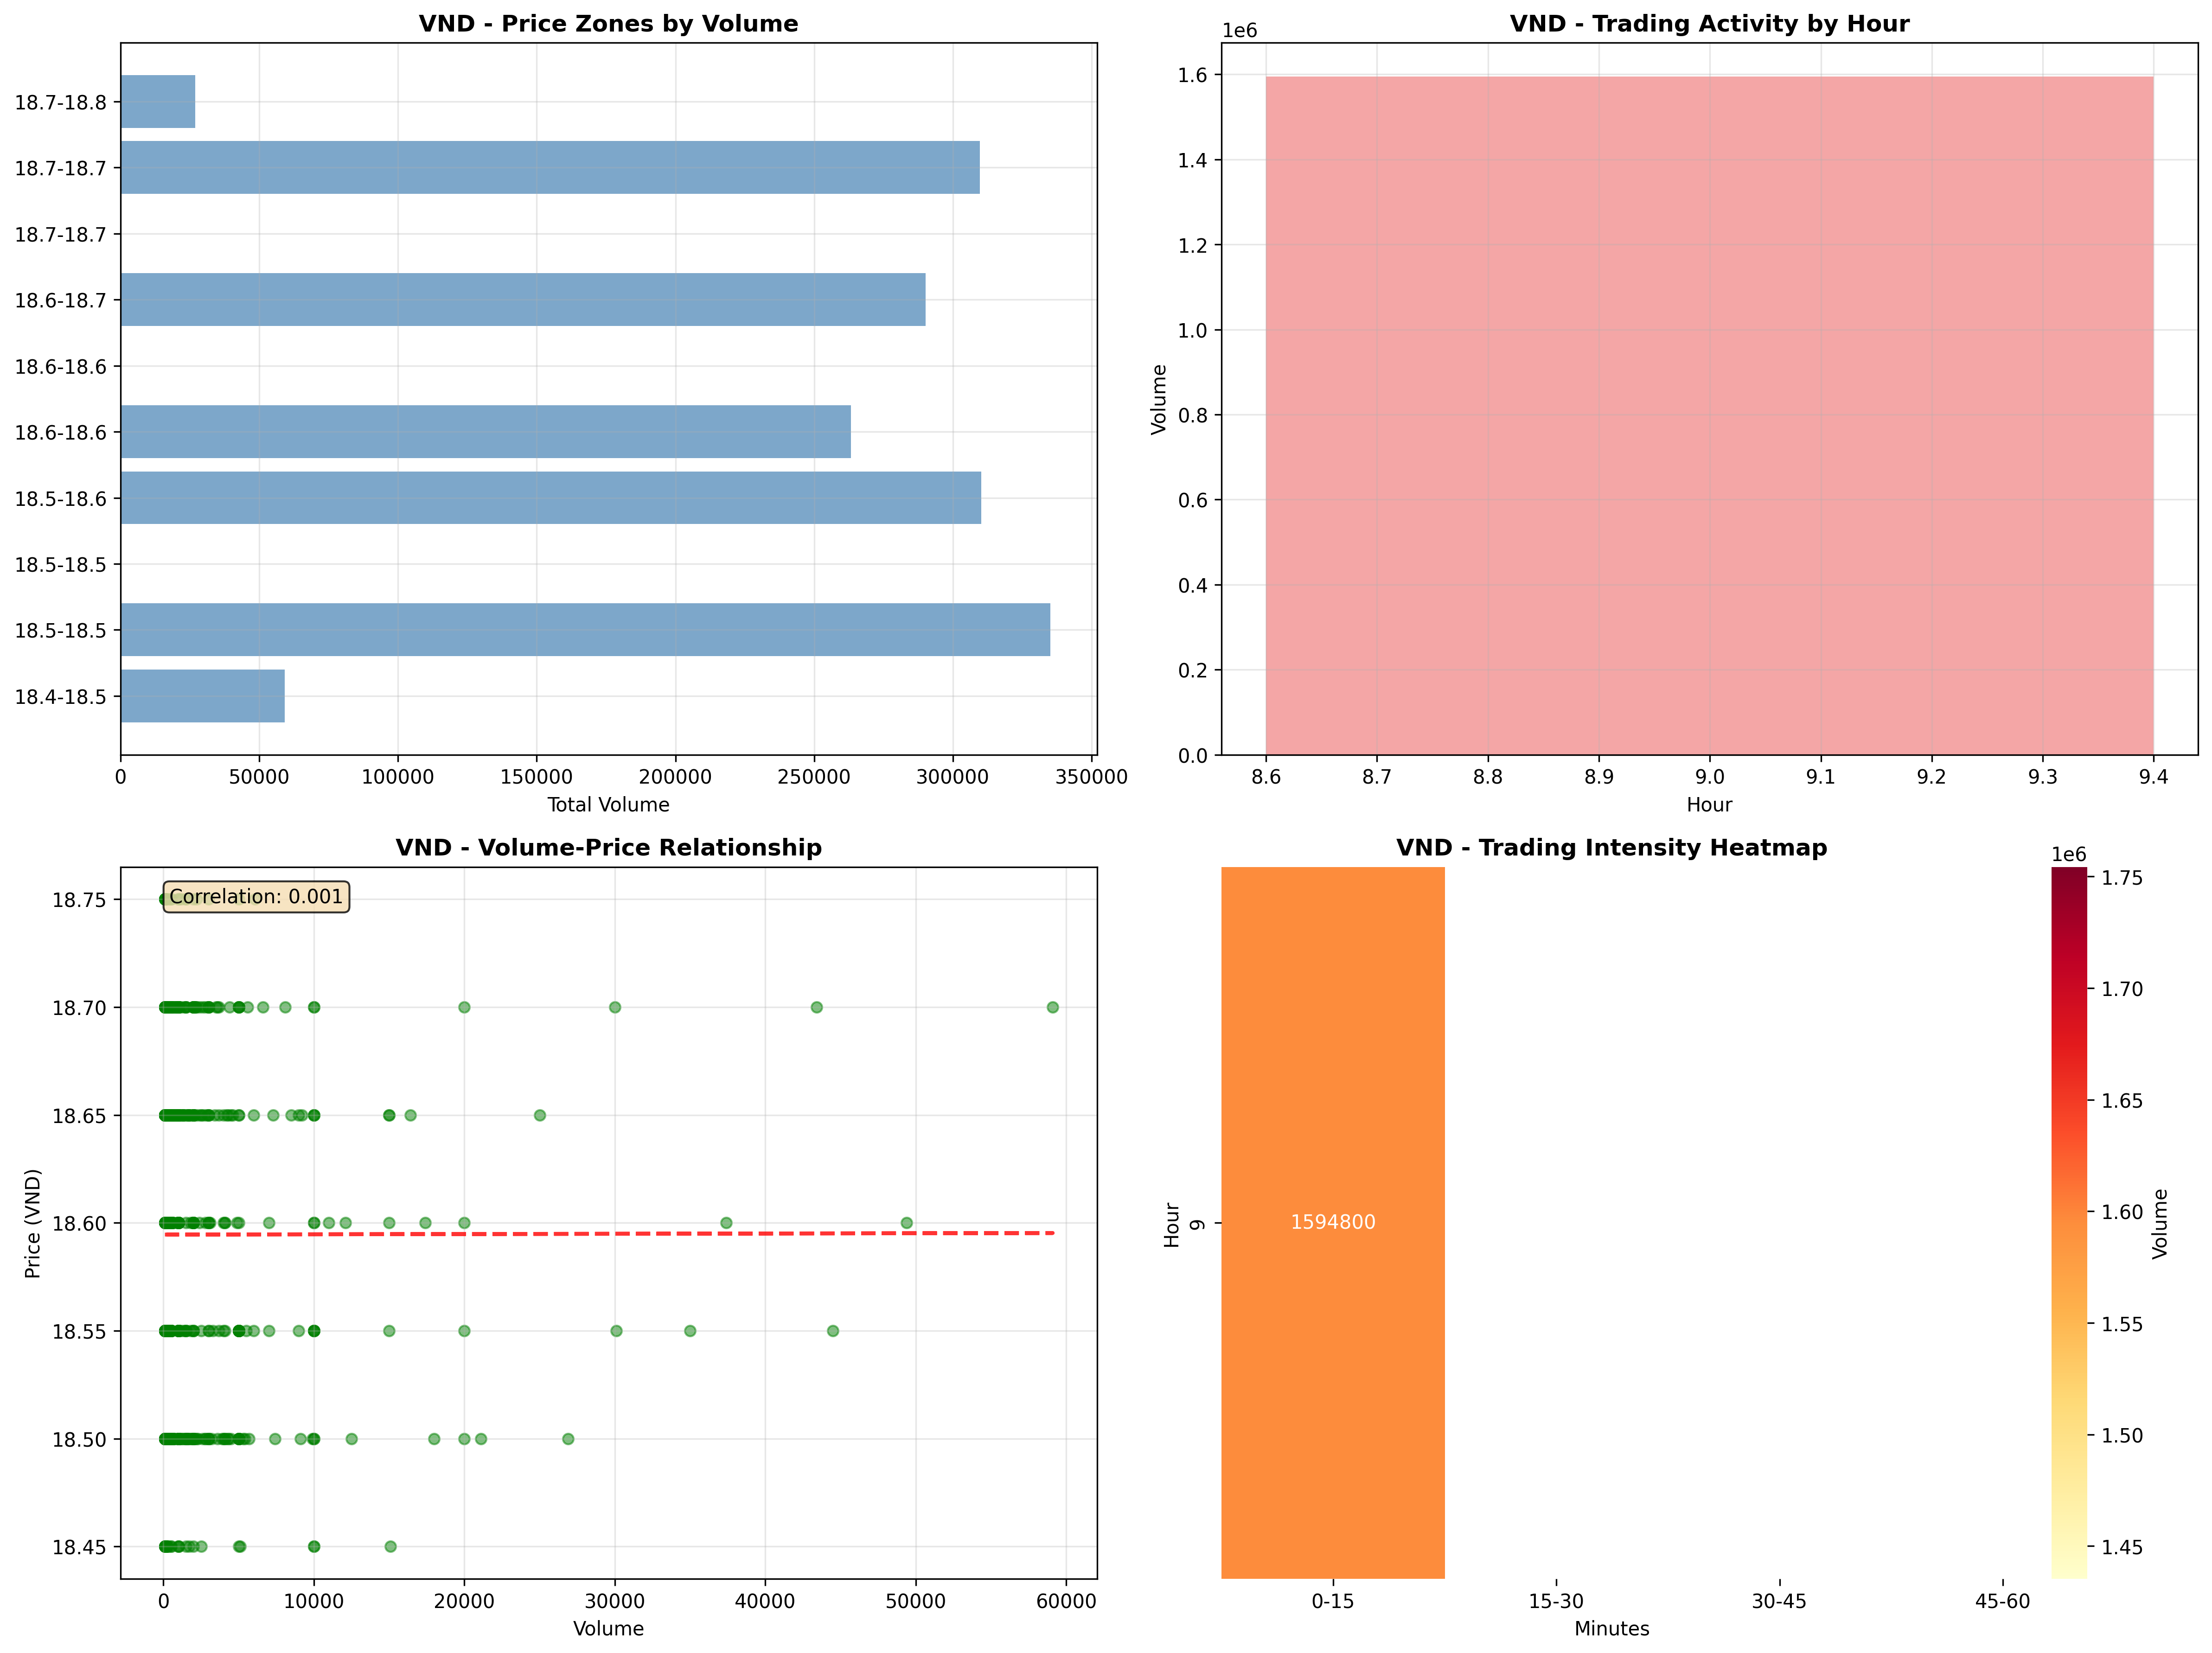 VND - Price Zones by Volume
18.7-18.8
18.7-18.7
18.7-18.7
18.6-18.7
18.6-18.6
18.6-18.6
18.5-18.6
18.5-18.5
18.5-18.5
18.4-18.5
0 50000 100000 150000 200000 250000 300000 350000
Total Volume
VND - Trading Activity by Hour
1e6
1.6
1.4
1.2
1.0
0.8
0.6
0.4
0.2
0.0
Volume
8.6 8.7 8.8 8.9 9.0 9.1 9.2 9.3 9.4
Hour
VND - Volume-Price Relationship
Correlation: 0.001
18.75
18.70
18.65
18.60
18.55
18.50
18.45
Price (VND)
0 10000 20000 30000 40000 50000 60000
Volume
VND - Trading Intensity Heatmap
Hour
9
1594800
0-15 15-30 30-45 45-60
Minutes
1e6
1.75
1.70
1.65
1.60
1.55
1.50
1.45
Volume